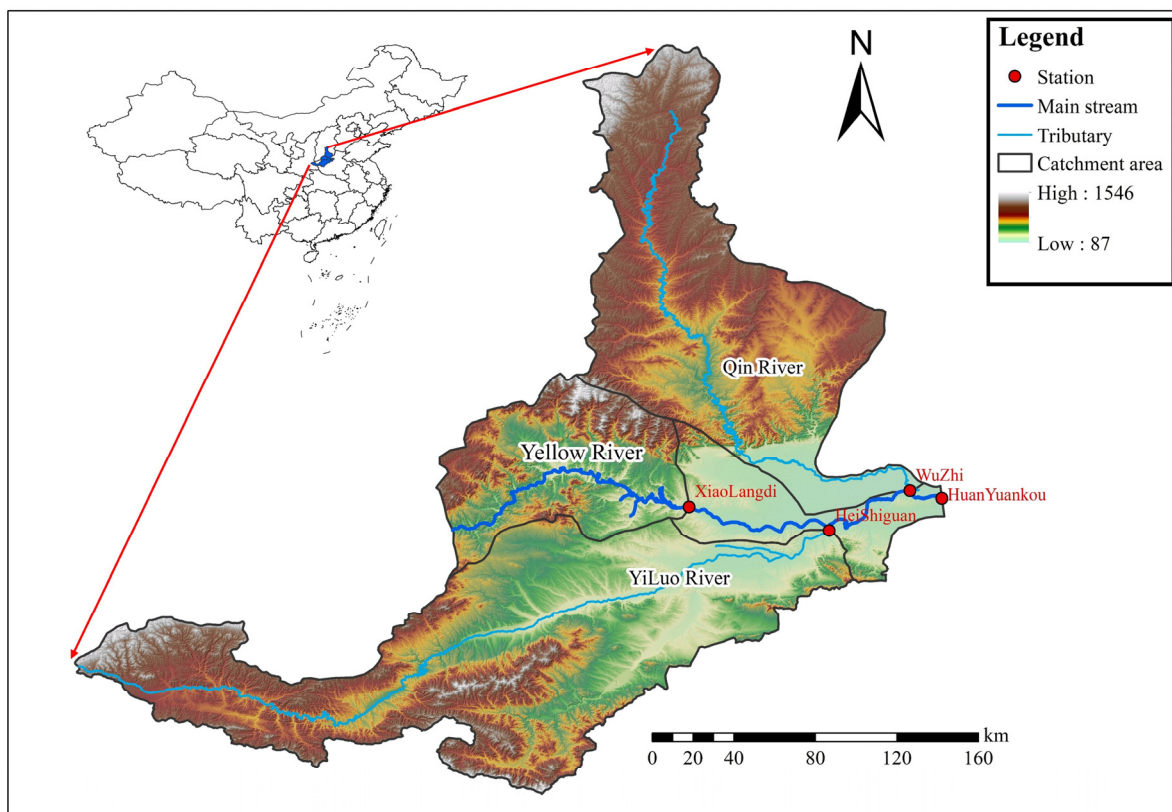 N
Legend
Station
Main stream
Tributary
Catchment area
High : 1546
Low : 87
Qin River
Yellow River
WuZhi
XiaoLangdi
HuanYuankou
HeiShiguan
YiLuo River
km
0 20 40 80 120 160